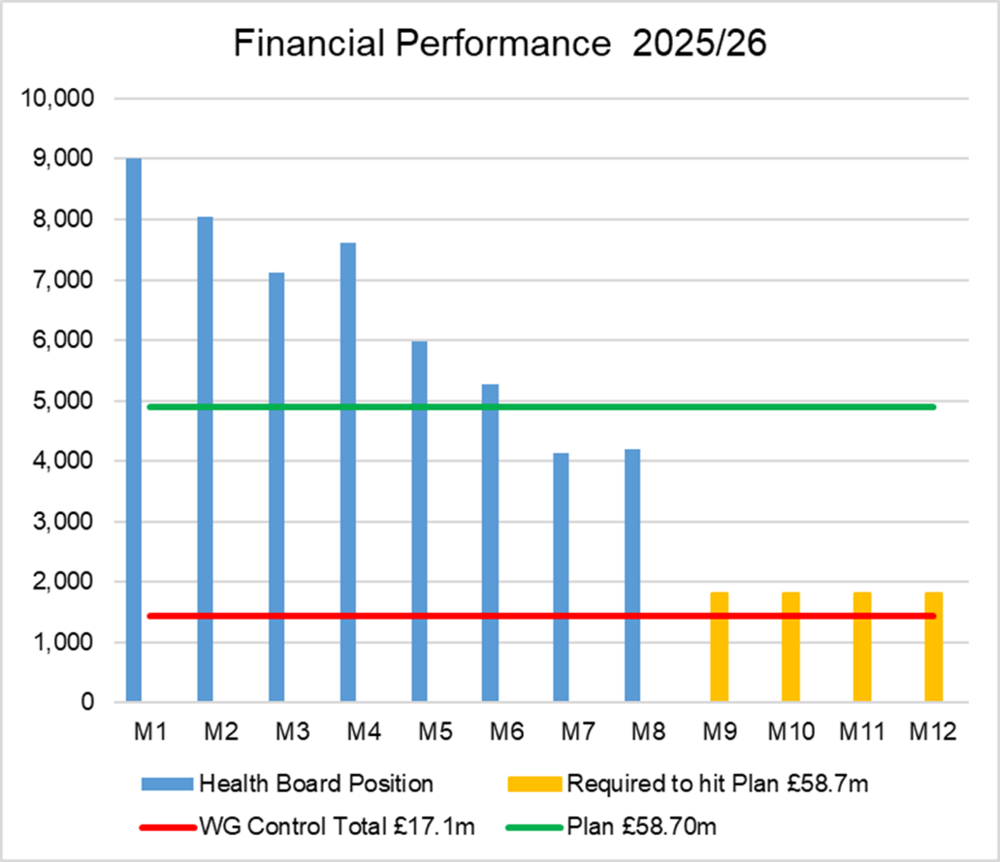 Financial Performance 2025/26
10,000
9,000
8,000
7,000
6,000
5,000
4,000
3,000
2,000
1,000
0
M1 M2 M3 M4 M5 M6 M7 M8 M9 M10 M11 M12
Health Board Position Required to hit Plan £58.7m
WG Control Total £17.1m Plan £58.70m